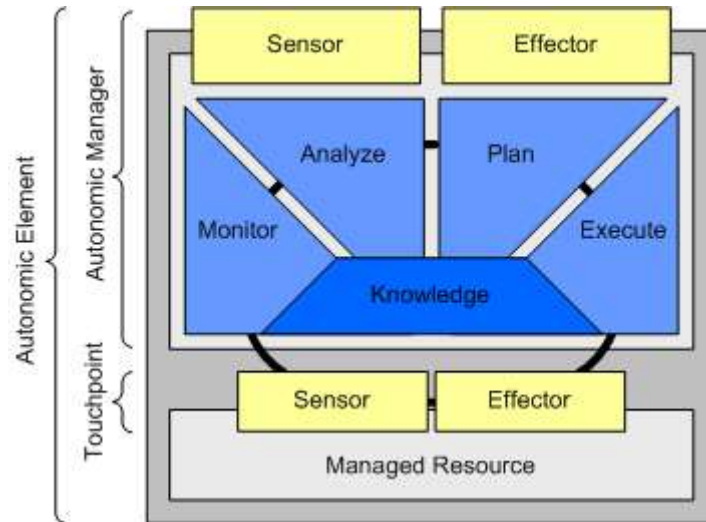 Sensor
Effector
Analyze
Plan
Monitor
Execute
Knowledge
Sensor
Effector
Managed Resource
Autonomic Element
Autonomic Manager
Touchpoint